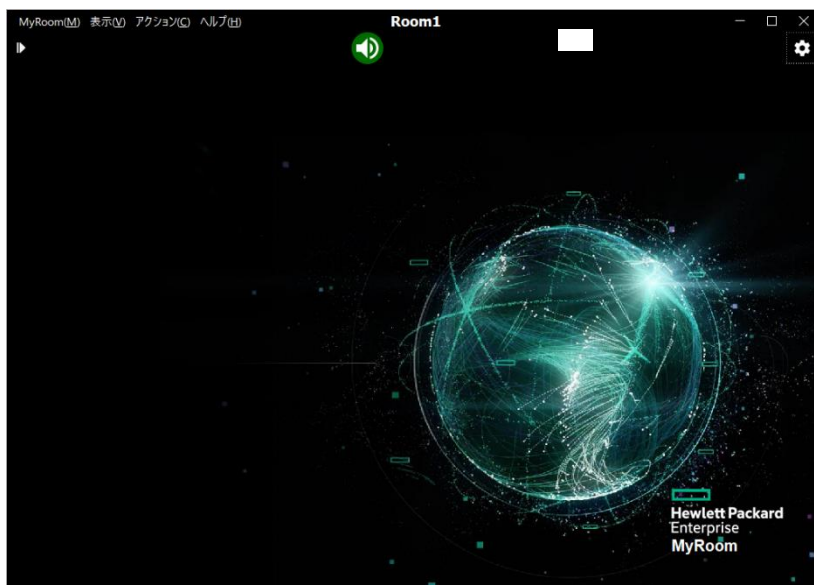 MyRoom(M) 表示(V) アクション(C) ヘルプ(H)
Room1
Hewlett Packard
Enterprise
MyRoom